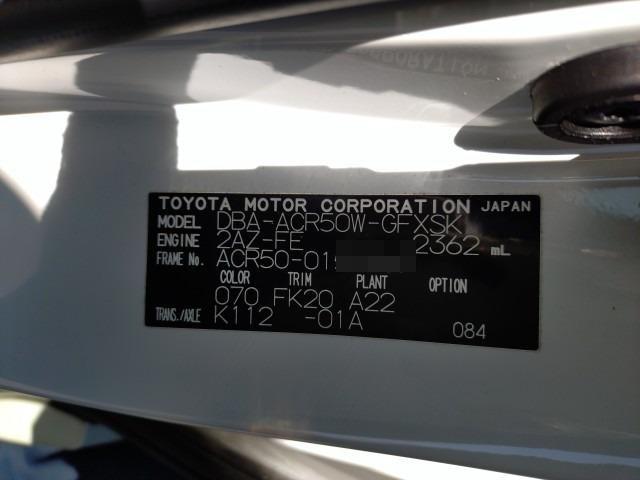 TOYOTA MOTOR CORPORATION JAPAN
MODEL DBA-ACR50W-GFXSK
ENGINE 2AZ-FE 2362 mL
FRAME No. ACR50-01
COLOR TRIM PLANT OPTION
070 FK20 A22
TRANS./AXLE K112 -01A 084